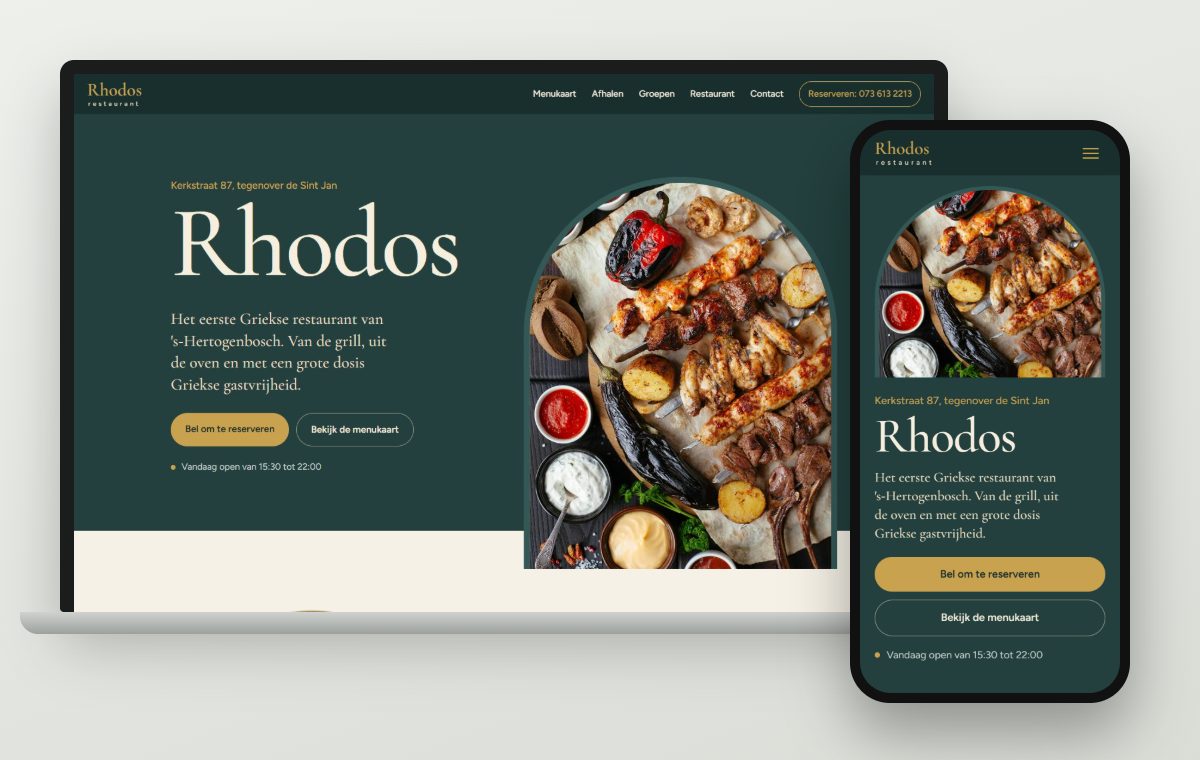 Rhodos
restaurant
Menukaart Afhalen Groepen Restaurant Contact Reserveren: 073 613 2213
Kerkstraat 87, tegenover de Sint Jan
Rhodos
Het eerste Griekse restaurant van
's-Hertogenbosch. Van de grill, uit
de oven en met een grote dosis
Griekse gastvrijheid.
Bel om te reserveren Bekijk de menukaart
Vandaag open van 15:30 tot 22:00
Rhodos
restaurant
Kerkstraat 87, tegenover de Sint Jan
Rhodos
Het eerste Griekse restaurant van
's-Hertogenbosch. Van de grill, uit
de oven en met een grote dosis
Griekse gastvrijheid.
Bel om te reserveren
Bekijk de menukaart
Vandaag open van 15:30 tot 22:00